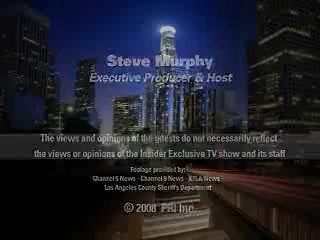 Steve Murphy
Executive Producer & Host
The views and opinions of the guests do not necessarily reflect
the views or opinions of the Insider Exclusive TV show and its staff
Footage provided by:
Channel 5 News - Channel 9 News - KTLA News -
Los Angeles County Sheriff's Department
© 2008 PRI Inc.